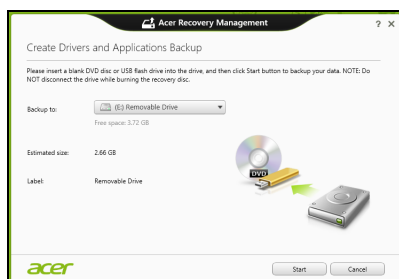 Acer Recovery Management
? X
Create Drivers and Applications Backup
Please insert a blank DVD disc or USB flash drive into the drive, and then click Start button to backup your data. NOTE: Do
NOT disconnect the drive while burning the recovery disc.
Backup to: (E:) Removable Drive
Free space: 3.72 GB
Estimated size: 2.66 GB
DVD
Label: Removable Drive
acer Start Cancel